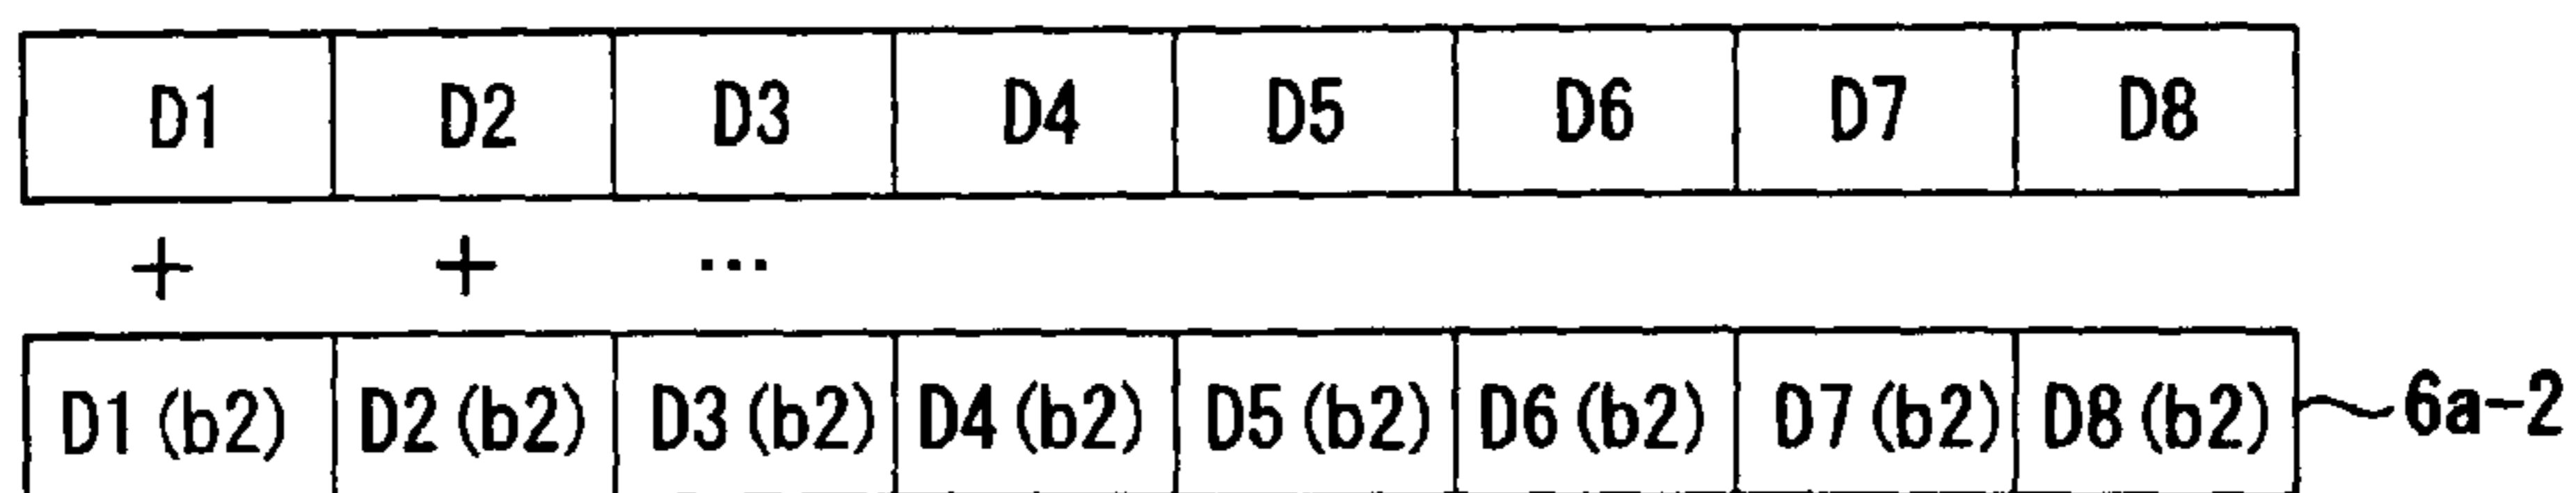 D1 D2 D3 D4 D5 D6 D7 D8
+ + ...
D1(b2) D2(b2) D3(b2) D4(b2) D5(b2) D6(b2) D7(b2) D8(b2) 6a-2